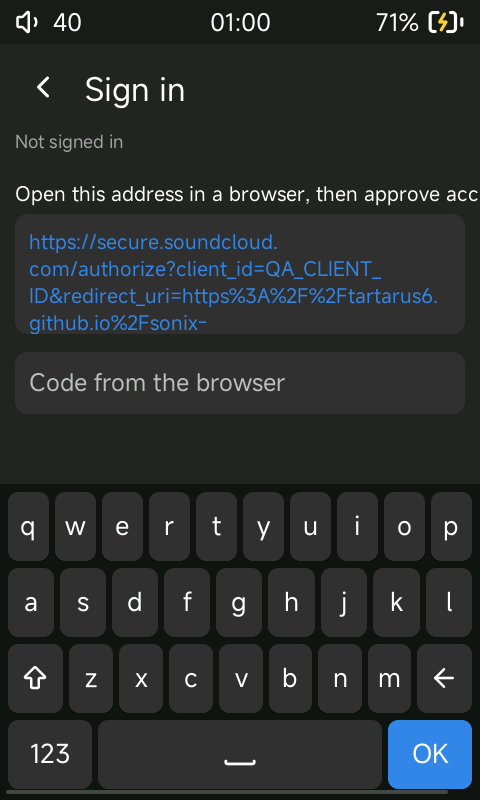 40 01:00 71%
Sign in
Not signed in
Open this address in a browser, then approve acc
https://secure.soundcloud.
com/authorize?client_id=QA_CLIENT_
ID&redirect_uri=https%3A%2F%2Ftartarus6.
github.io%2Fsonix-
Code from the browser
q w e r t y u i o p
a s d f g h j k l
z x c v b n m
123 OK